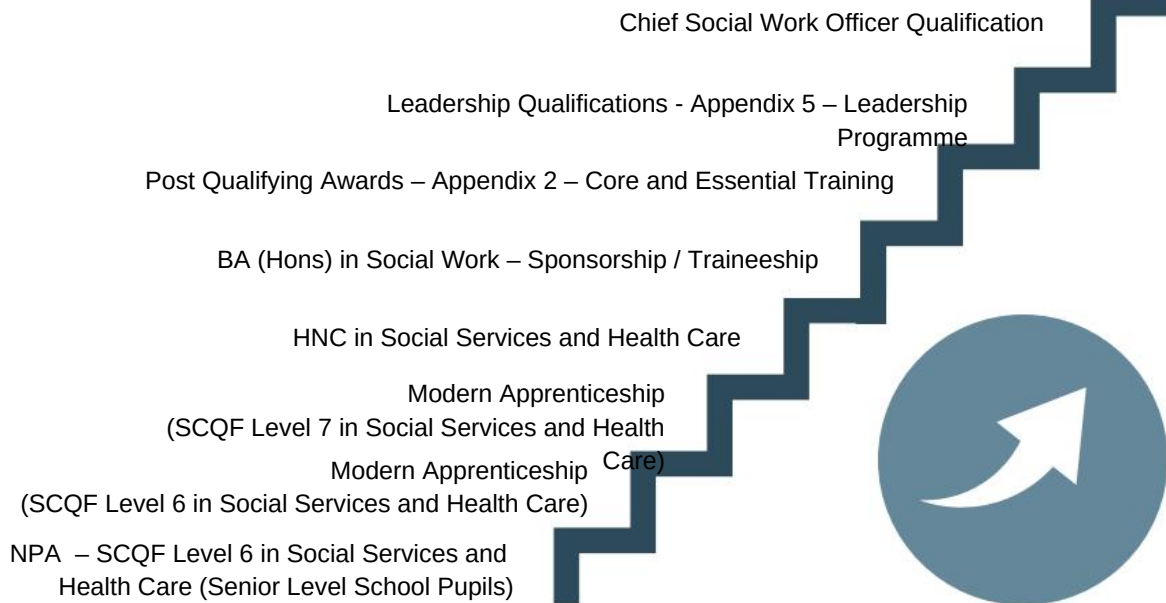 Chief Social Work Officer Qualification
Leadership Qualifications - Appendix 5 – Leadership
Programme
Post Qualifying Awards – Appendix 2 – Core and Essential Training
BA (Hons) in Social Work – Sponsorship / Traineeship
HNC in Social Services and Health Care
Modern Apprenticeship
(SCQF Level 7 in Social Services and Health
Care)
Modern Apprenticeship
(SCQF Level 6 in Social Services and Health Care)
NPA – SCQF Level 6 in Social Services and
Health Care (Senior Level School Pupils)